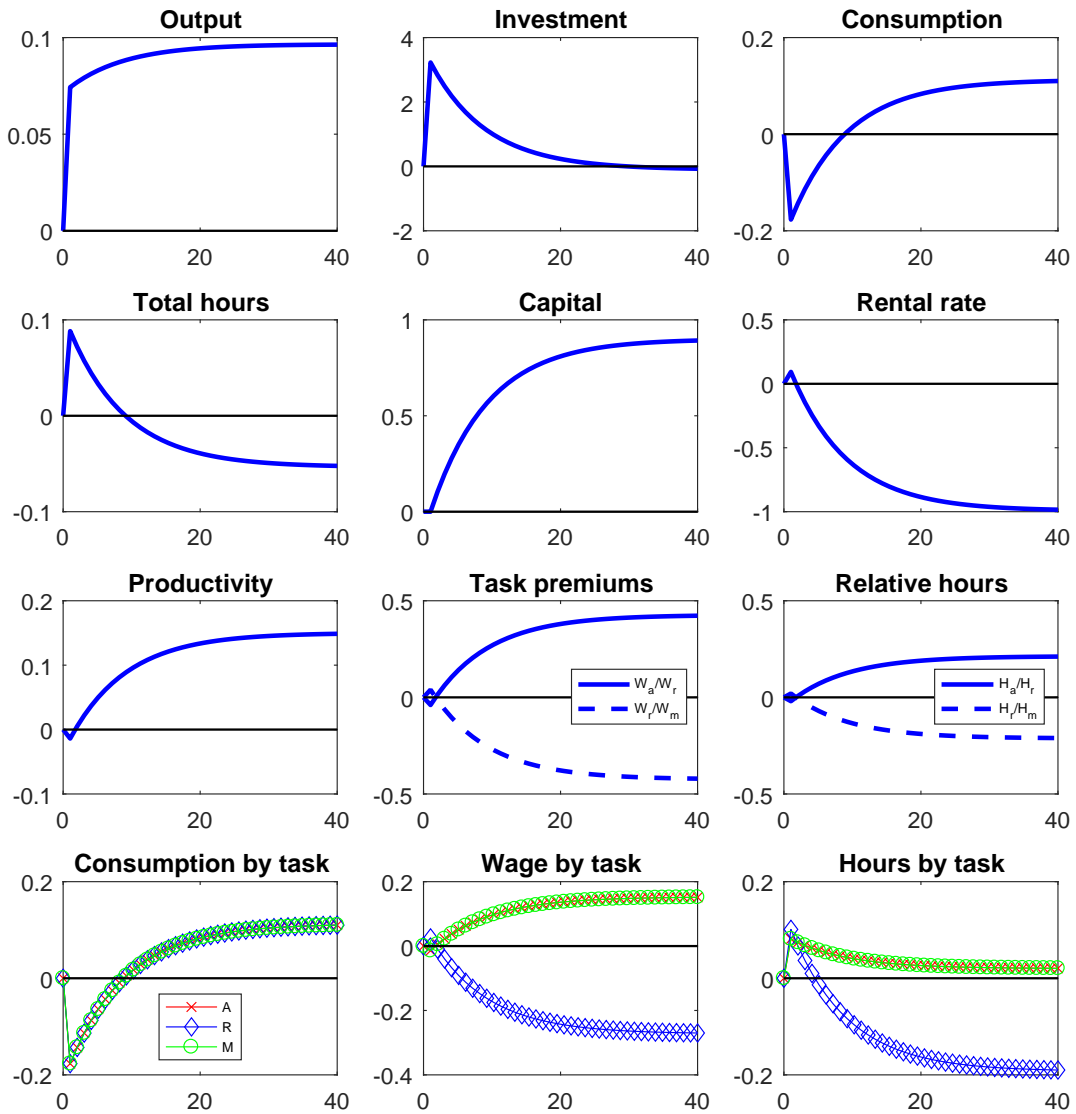 Output
Investment
Consumption
0.1
0.05
0
0 20 40
4
2
0
-2
0 20 40
0.2
0
-0.2
0 20 40
Total hours
Capital
Rental rate
0.1
0
-0.1
0 20 40
1
0.5
0
0 20 40
0.5
0
-0.5
-1
0 20 40
Productivity
Task premiums
Relative hours
0.2
0.1
0
-0.1
0 20 40
0.5
0
-0.5
W_a/W_r
W_r/W_m
0 20 40
0.5
0
-0.5
H_a/H_r
H_r/H_m
0 20 40
Consumption by task
Wage by task
Hours by task
0.2
0
-0.2
A
R
M
0 20 40
0.2
0
-0.2
-0.4
0 20 40
0.2
0
-0.2
0 20 40